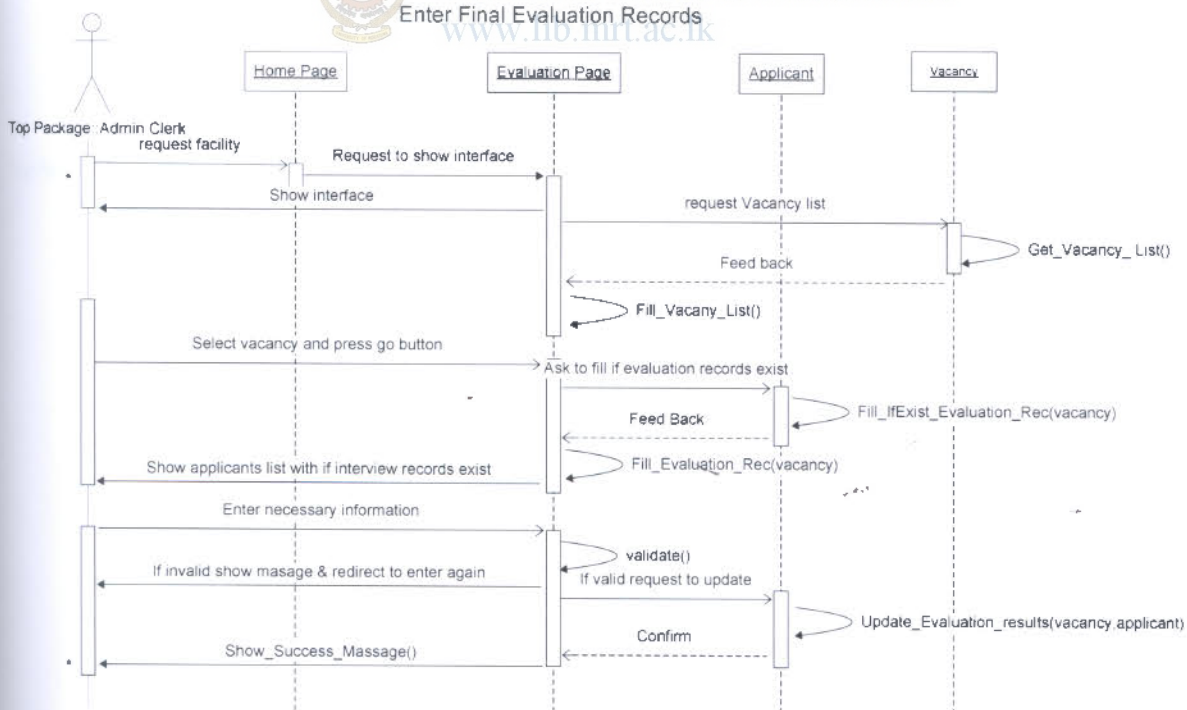 Enter Final Evaluation Records
www.lib.mrt.ac.lk
Home Page
Evaluation Page
Applicant
Vacancy
Top Package::Admin Clerk
request facility
Request to show interface
Show interface
request Vacancy list
Get_Vacancy_ List()
Feed back
Fill_Vacany_List()
Select vacancy and press go button
Ask to fill if evaluation records exist
Fill_IfExist_Evaluation_Rec(vacancy)
Feed Back
Fill_Evaluation_Rec(vacancy)
Show applicants list with if interview records exist
Enter necessary information
validate()
If invalid show masage & redirect to enter again
If valid request to update
Update_Evaluation_results(vacancy,applicant)
Confirm
Show_Success_Massage()